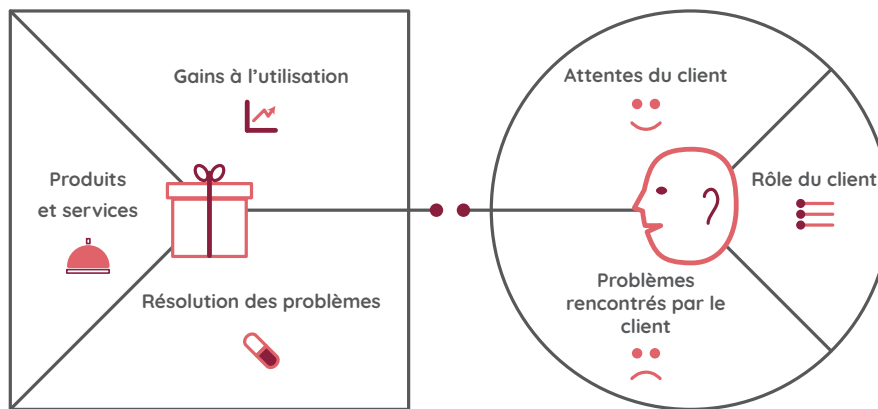 Gains à l'utilisation
Produits
et services
Résolution des problèmes
Attentes du client
Rôle du client
Problèmes
rencontrés par le
client